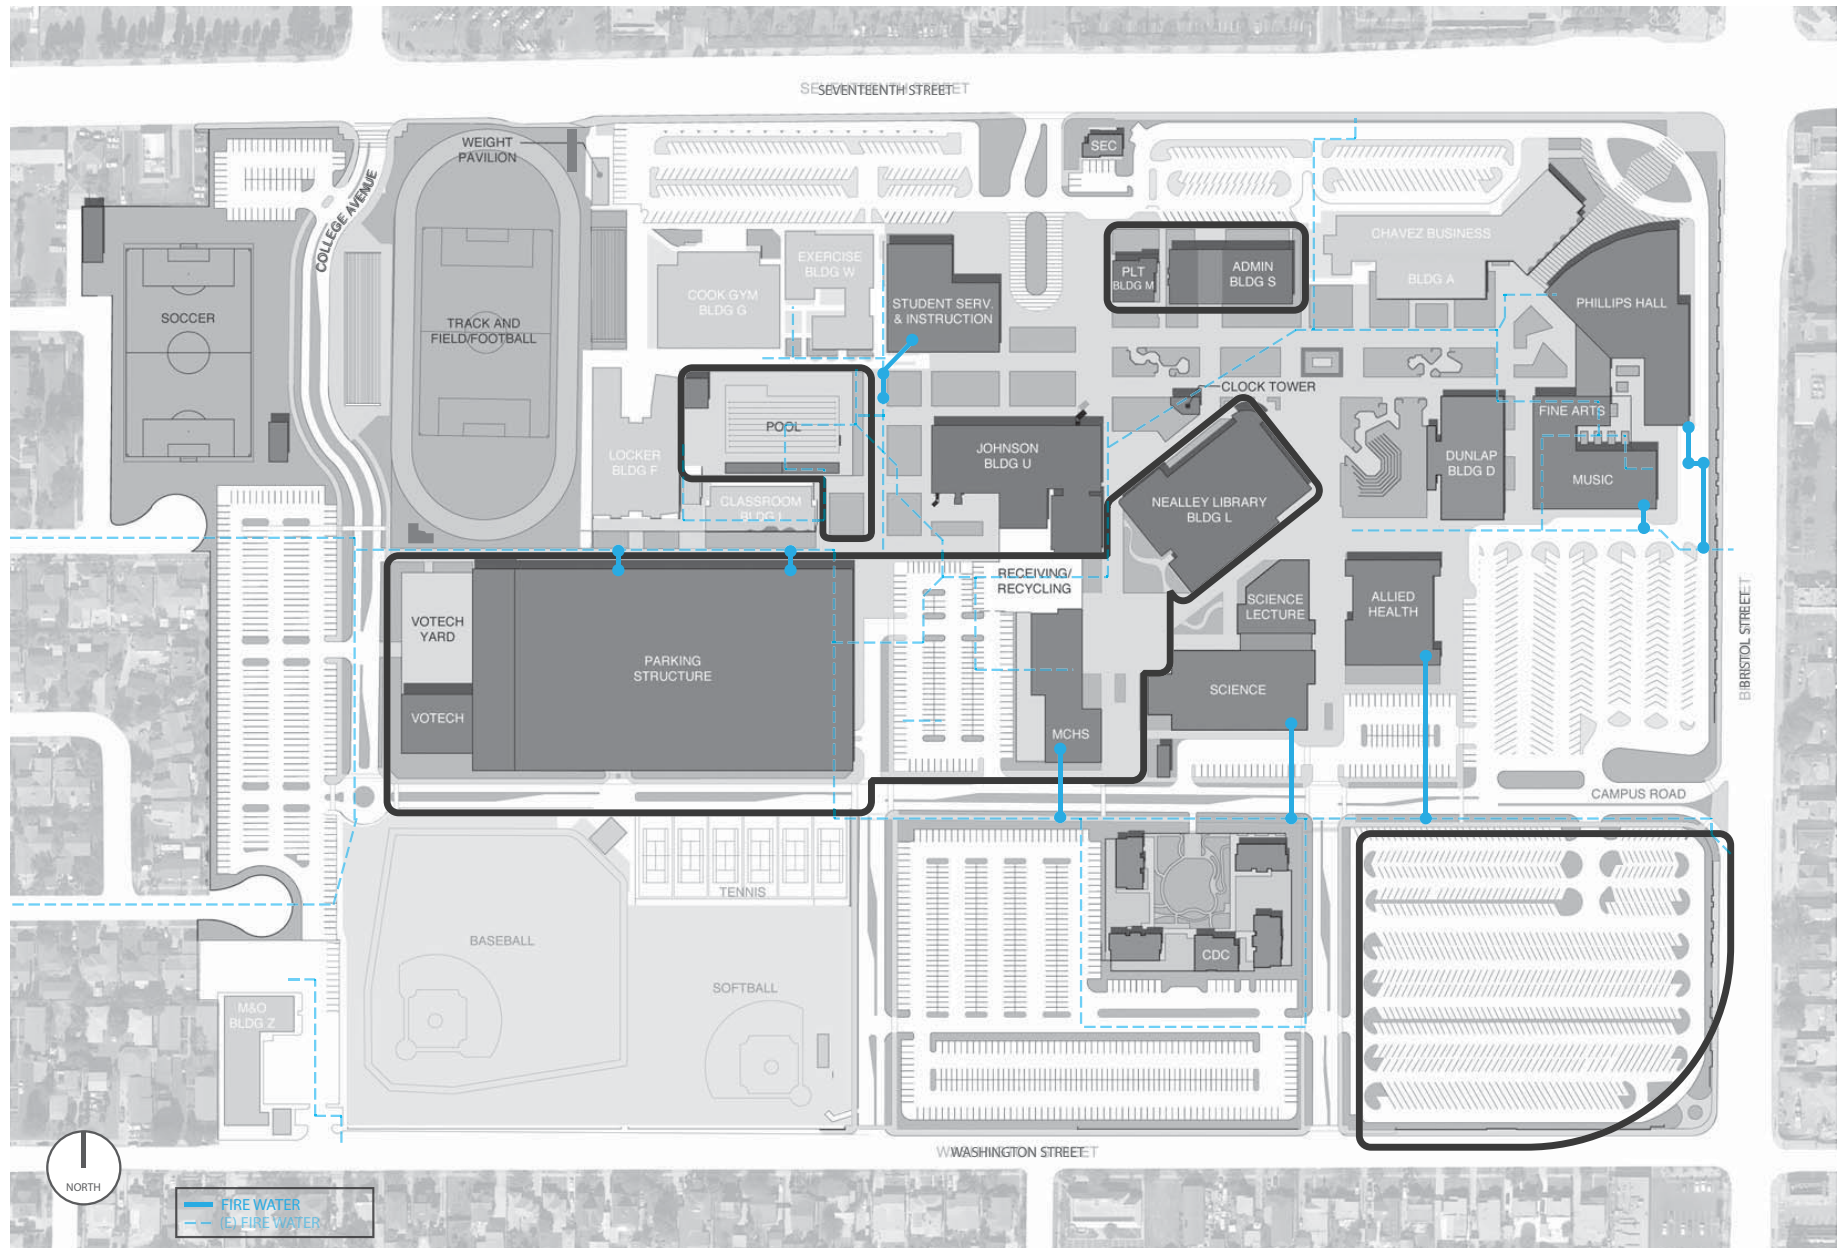 SEVENTEENTH STREET
WEIGHT
PAVILION
SEC
COLLEGE AVENUE
CHAVEZ BUSINESS
BLDG A
EXERCISE
BLDG W
PLT
BLDG M
ADMIN
BLDG S
COOK GYM
BLDG G
STUDENT SERV.
& INSTRUCTION
PHILLIPS HALL
SOCCER
TRACK AND
FIELD/FOOTBALL
CLOCK TOWER
FINE ARTS
POOL
JOHNSON
BLDG U
LOCKER
BLDG F
DUNLAP
BLDG D
MUSIC
CLASSROOM
BLDG I
NEALLEY LIBRARY
BLDG L
RECEIVING/
RECYCLING
SCIENCE
LECTURE
ALLIED
HEALTH
VOTECH
YARD
PARKING
STRUCTURE
BRISTOL STREET
SCIENCE
VOTECH
MCHS
CAMPUS ROAD
TENNIS
BASEBALL
CDC
SOFTBALL
M&O
BLDG Z
WASHINGTON STREET
NORTH
FIRE WATER
(E) FIRE WATER